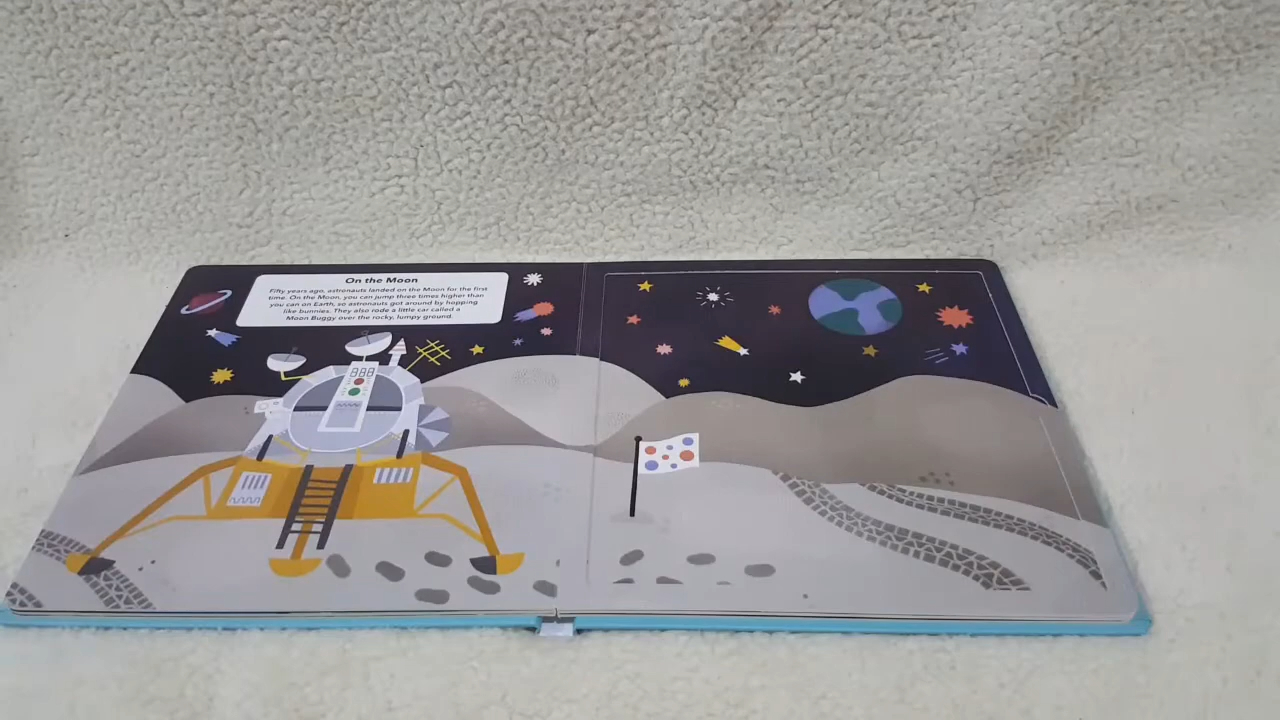 On the Moon
Fifty years ago, astronauts landed on the Moon for the first
time. On the Moon, you can jump three times higher than
you can on Earth, so astronauts got around by hopping
like bunnies. They also rode a little car called a
Moon Buggy over the rocky, lumpy ground.